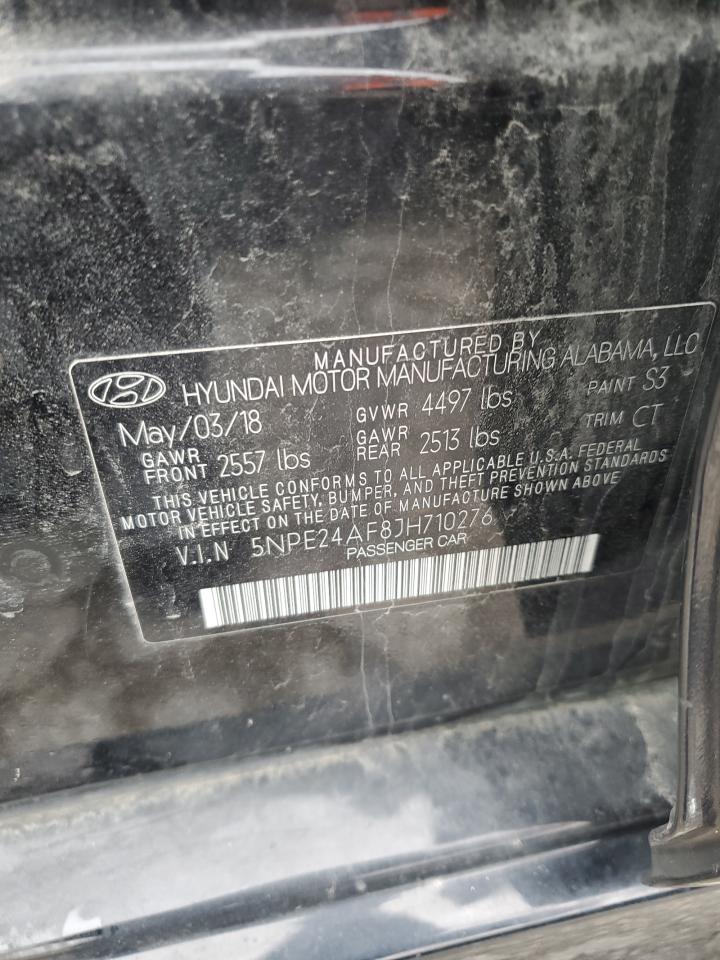 MANUFACTURED BY
HYUNDAI MOTOR MANUFACTURING ALABAMA, LLC
May/03/18 GVWR 4497 lbs PAINT S3
GAWR FRONT 2557 lbs GAWR REAR 2513 lbs TRIM CT
THIS VEHICLE CONFORMS TO ALL APPLICABLE U.S.A. FEDERAL
MOTOR VEHICLE SAFETY, BUMPER, AND THEFT PREVENTION STANDARDS
IN EFFECT ON THE DATE OF MANUFACTURE SHOWN ABOVE
V.I.N 5NPE24AF8JH710276
PASSENGER CAR